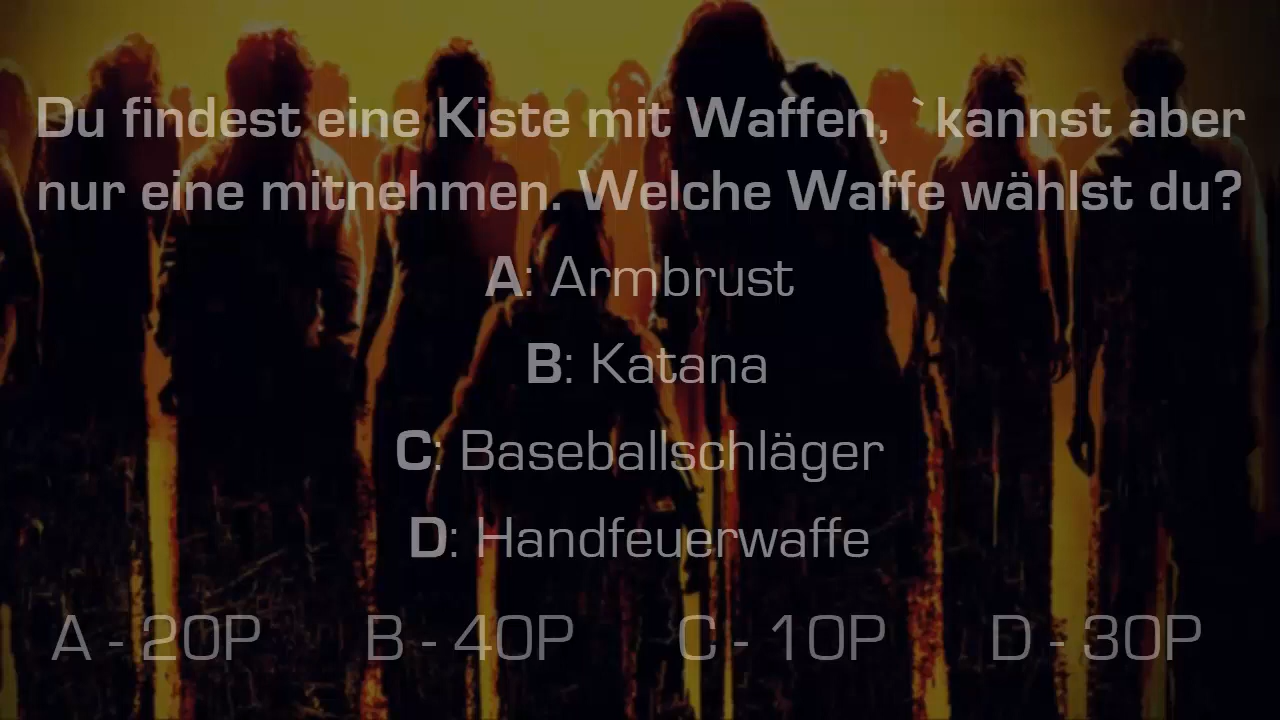 Du findest eine Kiste mit Waffen, `kannst aber
nur eine mitnehmen. Welche Waffe wählst du?
A: Armbrust
B: Katana
C: Baseballschläger
D: Handfeuerwaffe
A - 20P B - 40P C - 10P D - 30P